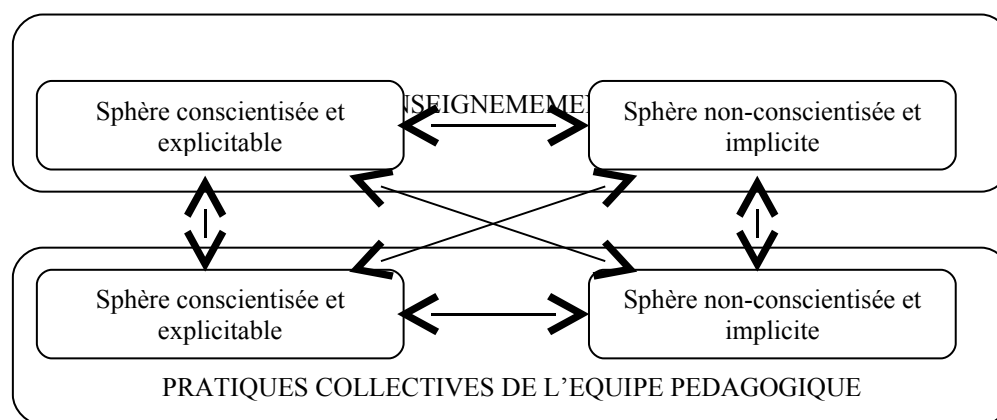 NSEIGNEMEME
Sphère conscientisée et
explicitable
Sphère non-conscientisée et
implicite
Sphère conscientisée et
explicitable
Sphère non-conscientisée et
implicite
PRATIQUES COLLECTIVES DE L’EQUIPE PEDAGOGIQUE